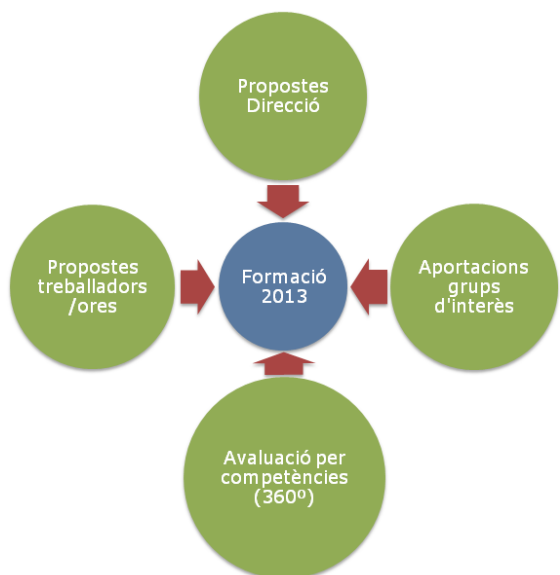 Propostes
Direcció
Propostes
treballadors
/ores
Formació
2013
Aportacions
grups
d'interès
Avaluació per
competències
(360º)